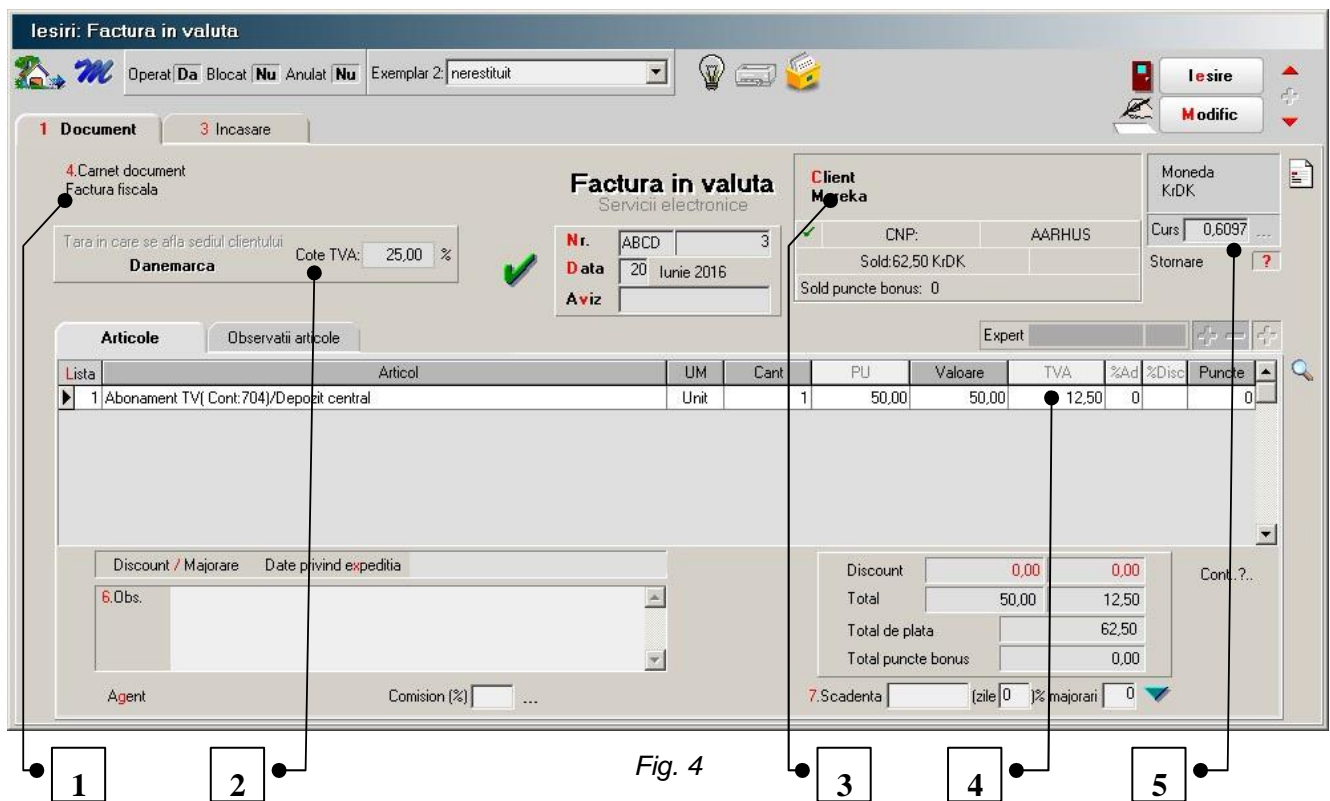 Iesiri: Factura in valuta
Operat Da Blocat Nu Anulat Nu Exemplar 2: nerestituit
Iesire
Modific
1 Document 3 Incasare
4.Carnet document
Factura fiscala
Factura in valuta
Servicii electronice
Client
Moneda
KrDK
Tara in care se afla sediul clientului
Danemarca
Cote TVA: 25,00 %
Nr. ABCD 3
Data 20 Iunie 2016
Aviz
CNP: AARHUS
Sold:62,50 KrDK
Sold puncte bonus: 0
Curs 0,6097 ...
Stornare ?
Articole Observatii articole
Expert
Lista Articol UM Cant PU Valoare TVA %Ad %Disc Puncte
1 Abonament TV( Cont:704)/Depozit central Unit 1 50,00 50,00 12,50 0 0
Discount / Majorare Date privind expeditia
6.Obs.
Discount 0,00 0,00
Total 50,00 12,50
Total de plata 62,50
Total puncte bonus 0,00
Cont..?..
Agent Comision (%) ...
7.Scadenta (zile 0 )% majorari 0
1 2 Fig. 4 3 4 5